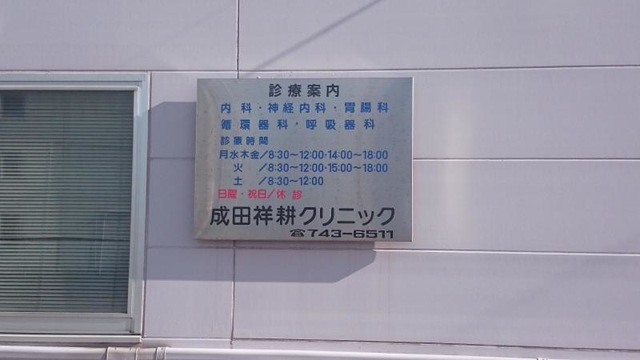 診療案内
内科・神経内科・胃腸科
循環器科・呼吸器科
診療時間
月水木金/8:30〜12:00・14:00〜18:00
火 /8:30〜12:00・15:00〜18:00
土 /8:30〜12:00
日曜・祝日/休診
成田祥耕クリニック
☎743-6511